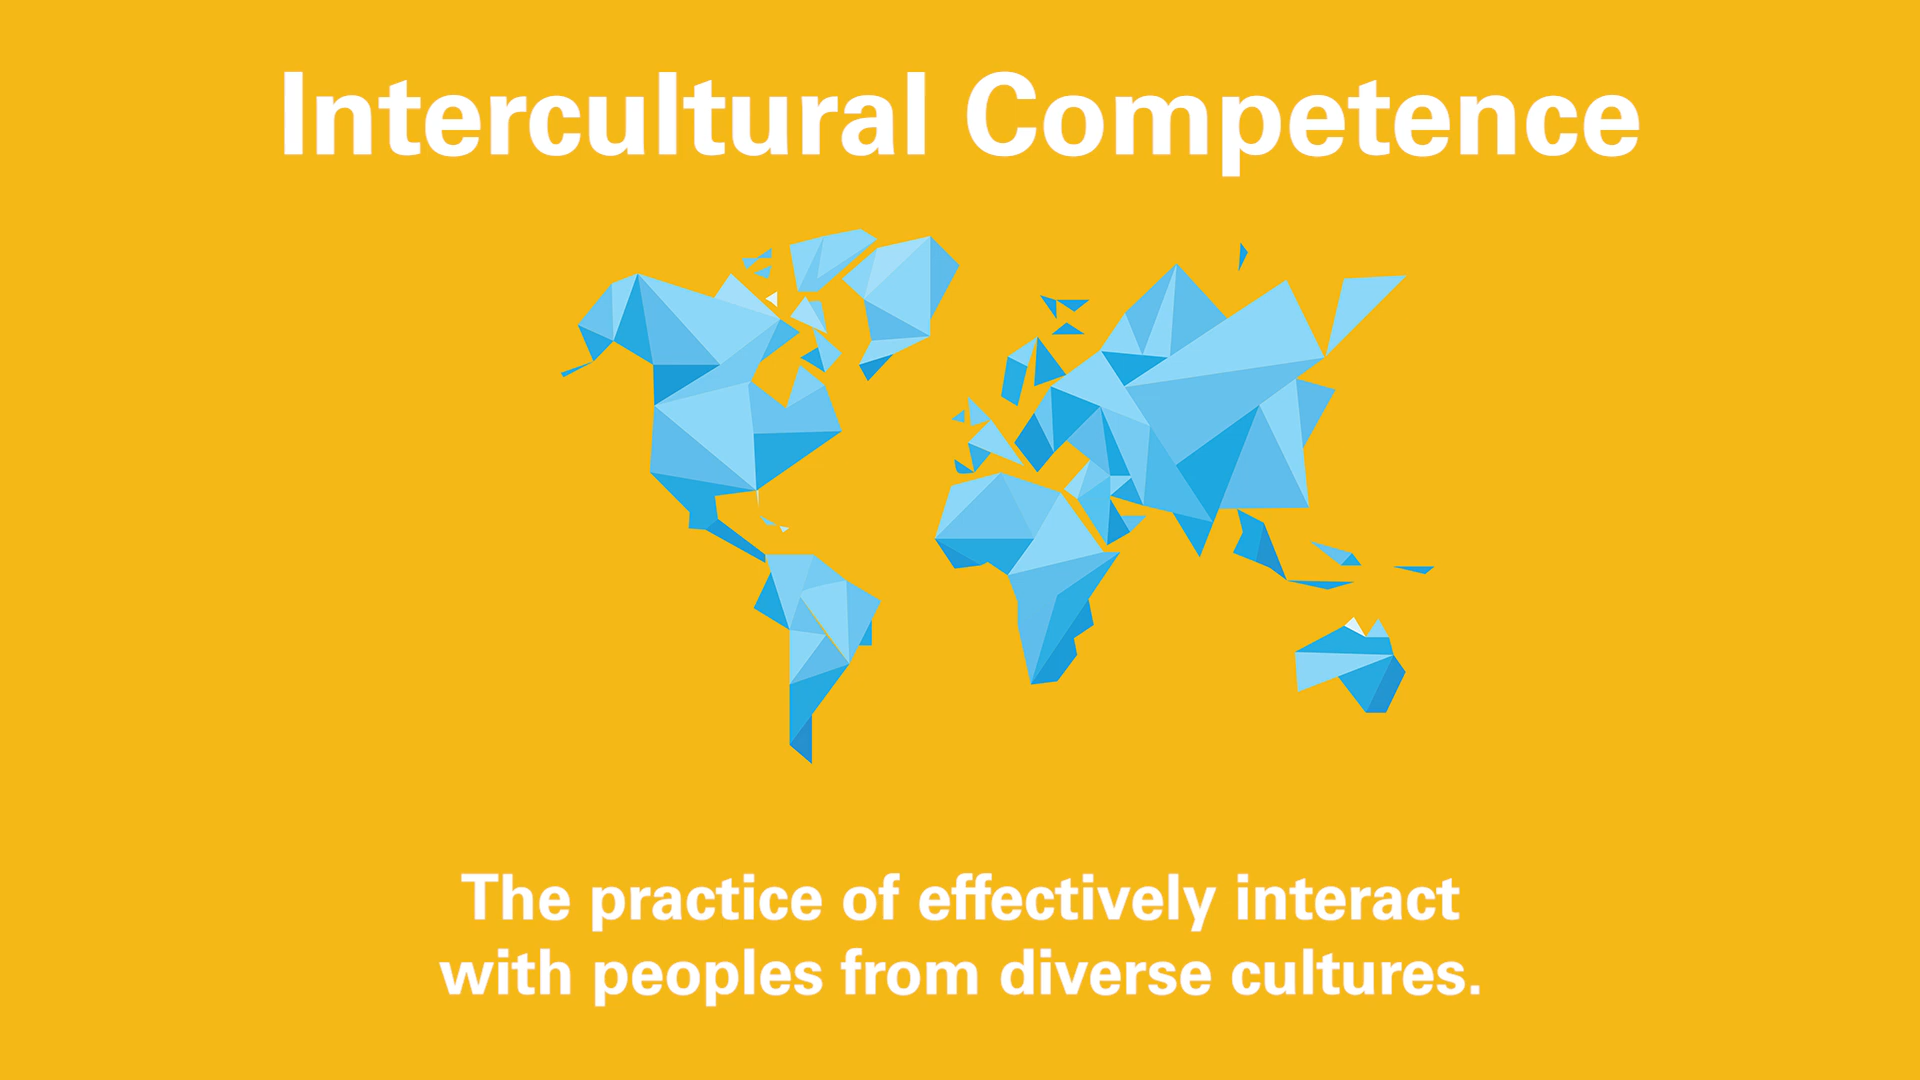 Intercultural Competence
The practice of effectively interact
with peoples from diverse cultures.